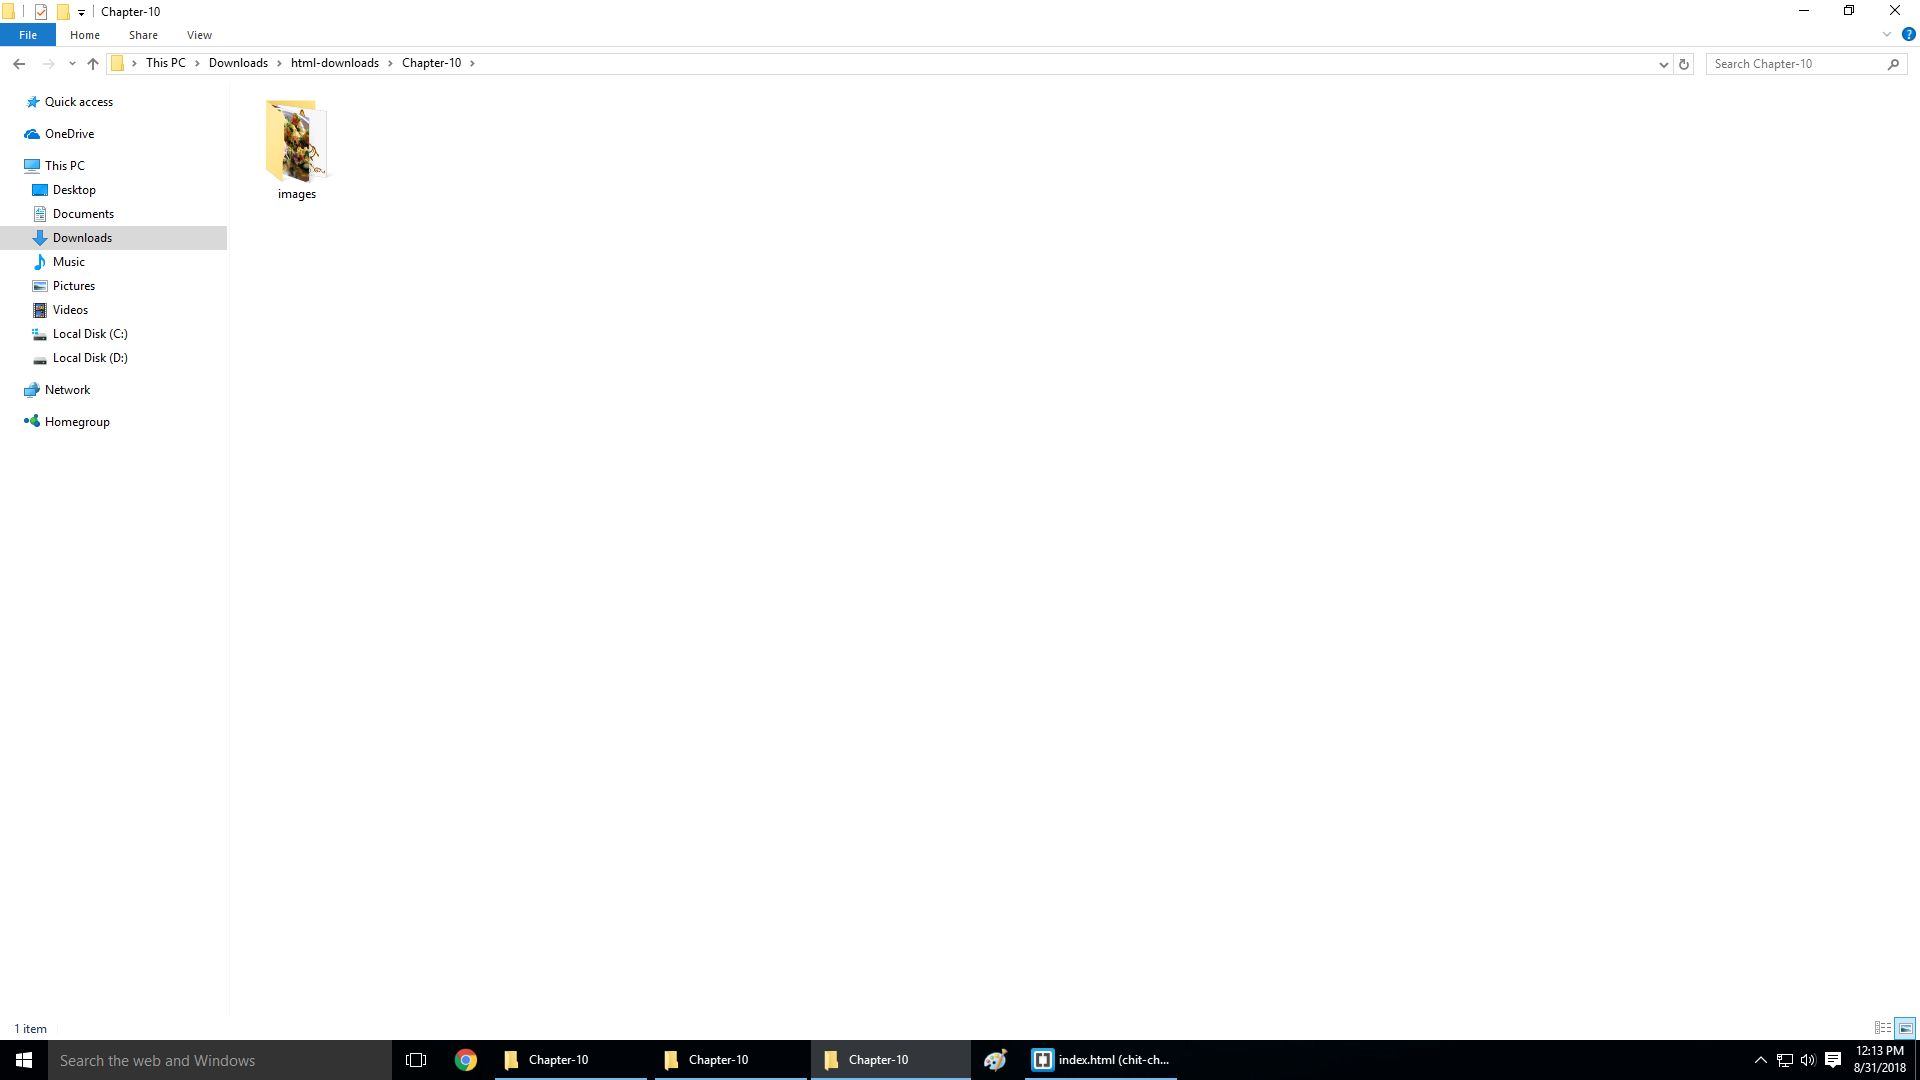 Chapter-10
File Home Share View
This PC Downloads html-downloads Chapter-10
Search Chapter-10
Quick access
OneDrive
This PC
Desktop
Documents
Downloads
Music
Pictures
Videos
Local Disk (C:)
Local Disk (D:)
Network
Homegroup
images
1 item
Search the web and Windows
Chapter-10
Chapter-10
Chapter-10
index.html (chit-ch...
12:13 PM
8/31/2018